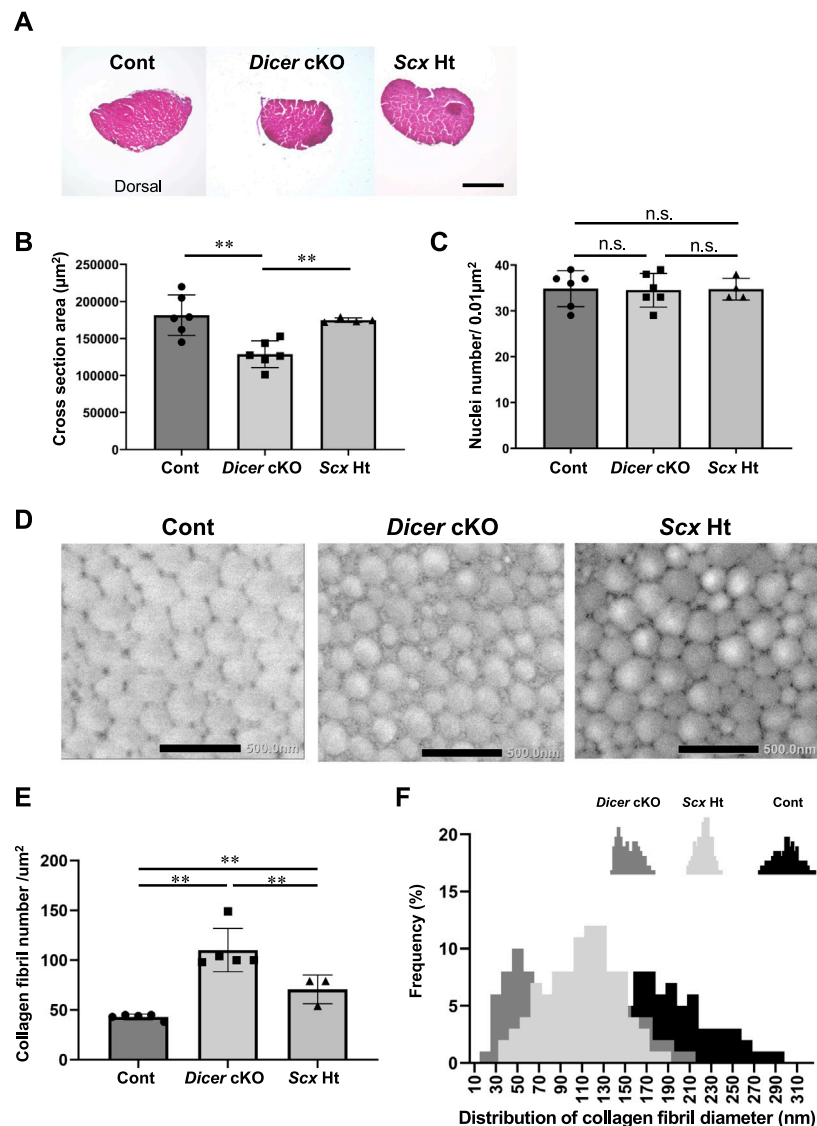 A
Cont Dicer cKO Scx Ht
Dorsal
B
Cross section area (μm²)
250000
200000
150000
100000
50000
0
** **
Cont Dicer cKO Scx Ht
C
Nuclei number/ 0.01μm²
40
30
20
10
0
n.s.
n.s. n.s.
Cont Dicer cKO Scx Ht
D
Cont Dicer cKO Scx Ht
500.0nm 500.0nm 500.0nm
E
Collagen fibril number /um²
200
150
100
50
0
**
** **
Cont Dicer cKO Scx Ht
F
Dicer cKO Scx Ht Cont
Frequency (%)
20
15
10
5
0
10 30 50 70 90 110 130 150 170 190 210 230 250 270 290 310
Distribution of collagen fibril diameter (nm)